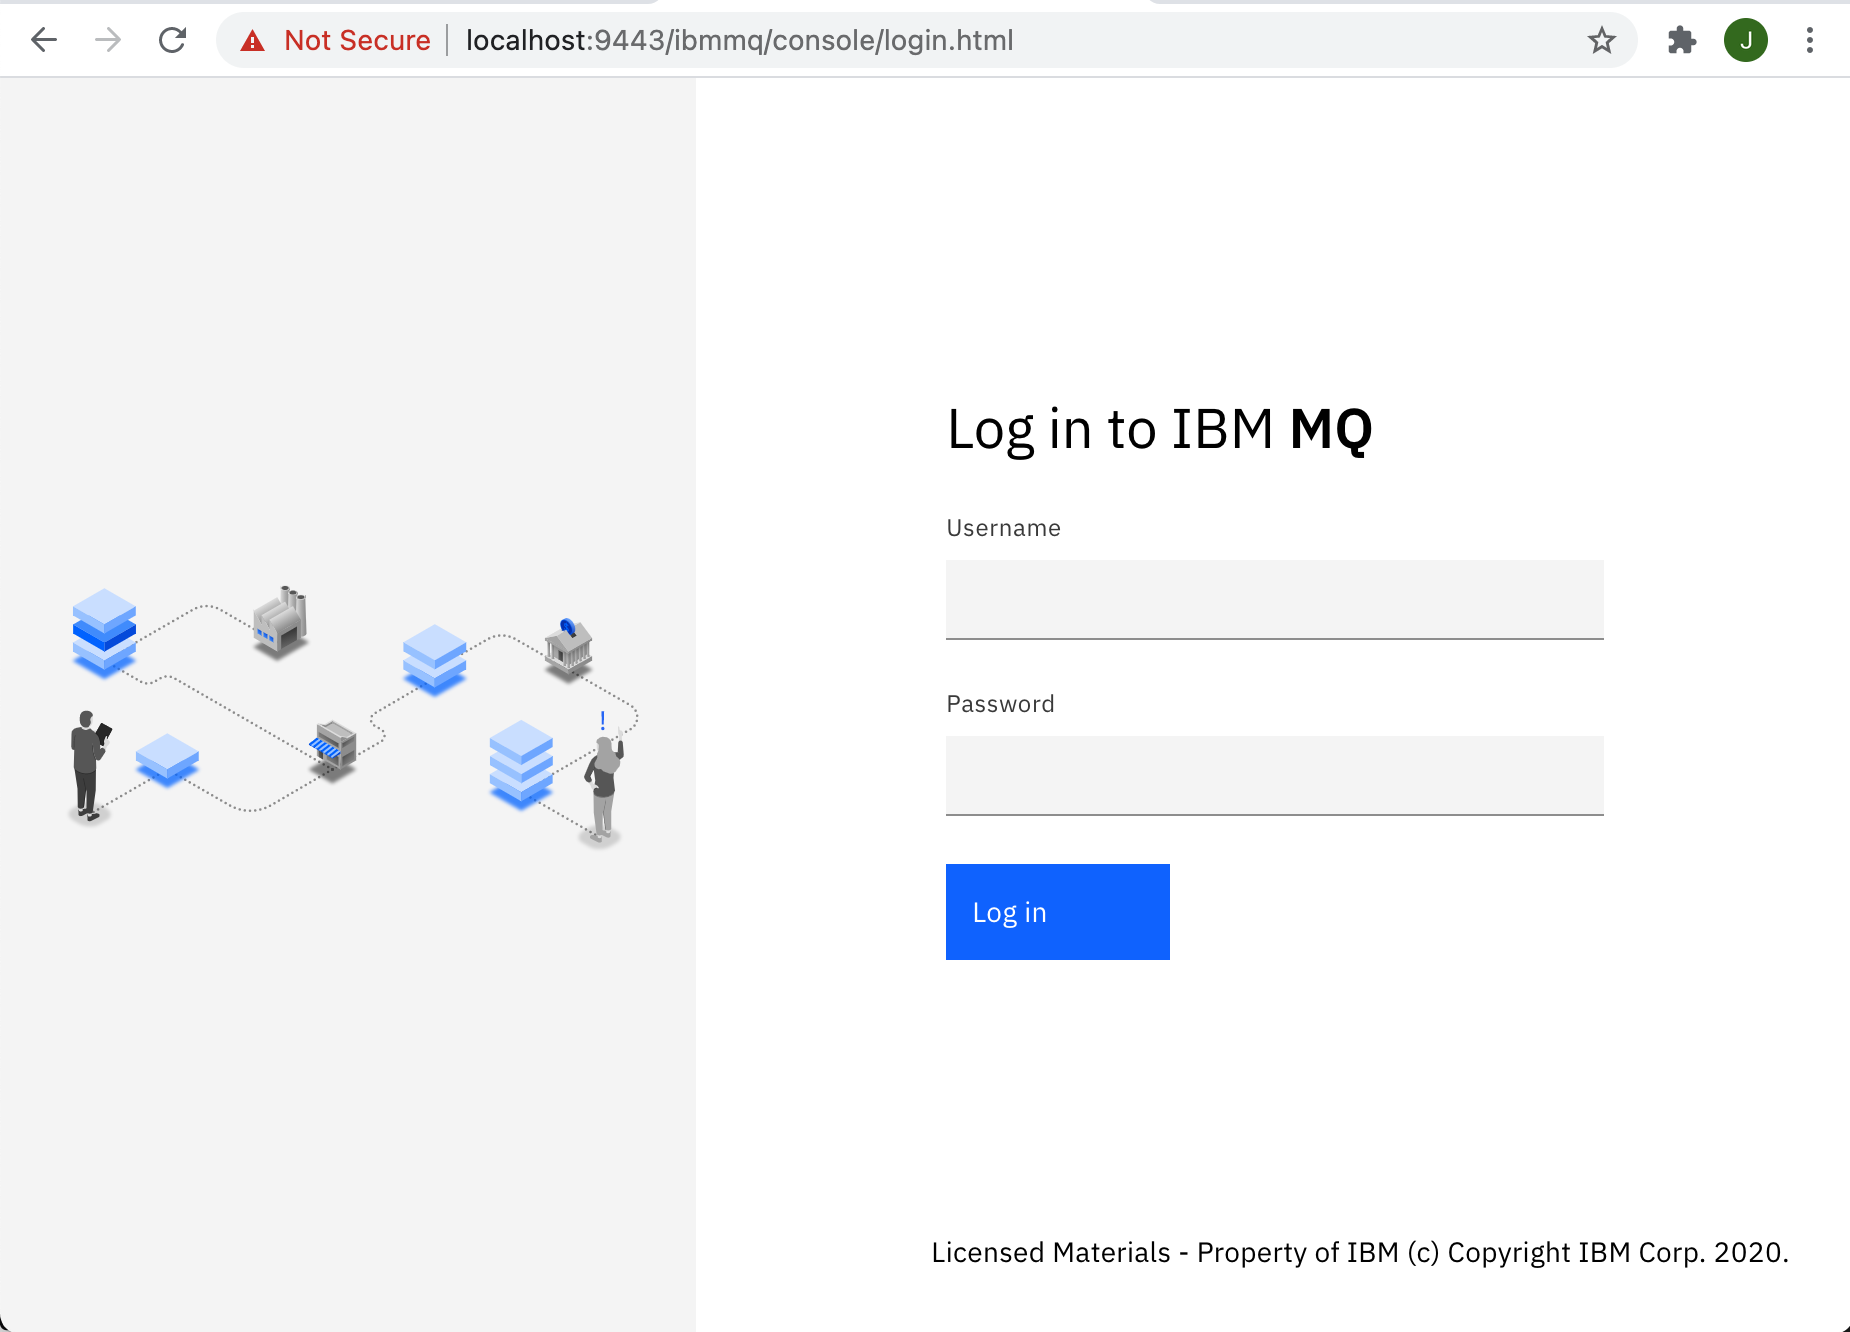 Not Secure localhost:9443/ibmmq/console/login.html
J
Log in to IBM MQ
Username
Password
Log in
Licensed Materials - Property of IBM (c) Copyright IBM Corp. 2020.